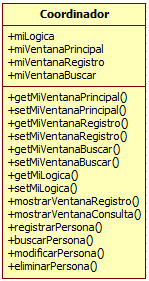 Coordinador
+miLogica
+miVentanaPrincipal
+miVentanaRegistro
+miVentanaBuscar
+getMiVentanaPrincipal()
+setMiVentanaPrincipal()
+getMiVentanaRegistro()
+setMiVentanaRegistro()
+getMiVentanaBuscar()
+setMiVentanaBuscar()
+getMiLogica()
+setMiLogica()
+mostrarVentanaRegistro()
+mostrarVentanaConsulta()
+registrarPersona()
+buscarPersona()
+modificarPersona()
+eliminarPersona()